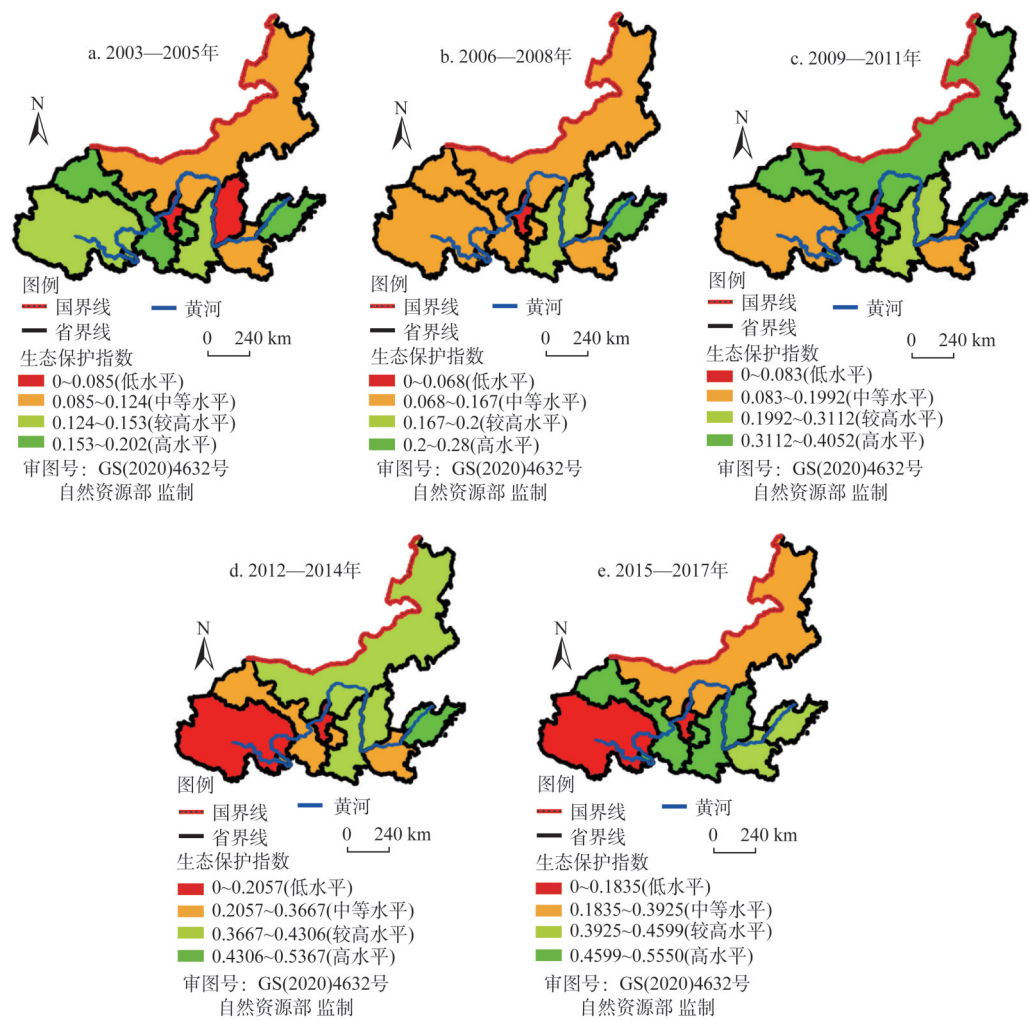 a. 2003—2005年
N
图例
国界线
黄河
省界线
0 240 km
生态保护指数
0~0.085(低水平)
0.085~0.124(中等水平)
0.124~0.153(较高水平)
0.153~0.202(高水平)
审图号：GS(2020)4632号
自然资源部 监制
b. 2006—2008年
N
图例
国界线
黄河
省界线
0 240 km
生态保护指数
0~0.068(低水平)
0.068~0.167(中等水平)
0.167~0.2(较高水平)
0.2~0.28(高水平)
审图号：GS(2020)4632号
自然资源部 监制
c. 2009—2011年
N
图例
国界线
黄河
省界线
0 240 km
生态保护指数
0~0.083(低水平)
0.083~0.1992(中等水平)
0.1992~0.3112(较高水平)
0.3112~0.4052(高水平)
审图号：GS(2020)4632号
自然资源部 监制
d. 2012—2014年
N
图例
国界线
黄河
省界线
0 240 km
生态保护指数
0~0.2057(低水平)
0.2057~0.3667(中等水平)
0.3667~0.4306(较高水平)
0.4306~0.5367(高水平)
审图号：GS(2020)4632号
自然资源部 监制
e. 2015—2017年
N
图例
国界线
黄河
省界线
0 240 km
生态保护指数
0~0.1835(低水平)
0.1835~0.3925(中等水平)
0.3925~0.4599(较高水平)
0.4599~0.5550(高水平)
审图号：GS(2020)4632号
自然资源部 监制